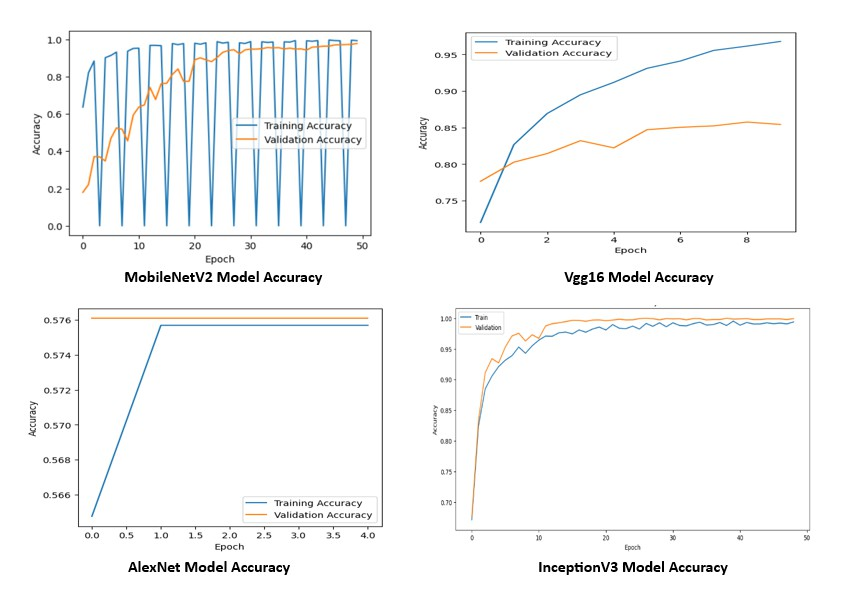 1.0
0.8
0.6
0.4
0.2
0.0
Accuracy
Training Accuracy
Validation Accuracy
0 10 20 30 40 50
Epoch
MobileNetV2 Model Accuracy
Training Accuracy
Validation Accuracy
0.95
0.90
0.85
0.80
0.75
Accuracy
0 2 4 6 8
Epoch
Vgg16 Model Accuracy
0.576
0.574
0.572
0.570
0.568
0.566
Accuracy
Training Accuracy
Validation Accuracy
0.0 0.5 1.0 1.5 2.0 2.5 3.0 3.5 4.0
Epoch
AlexNet Model Accuracy
Train
Validation
1.00
0.95
0.90
0.85
0.80
0.75
0.70
Accuracy
0 10 20 30 40 50
Epoch
InceptionV3 Model Accuracy